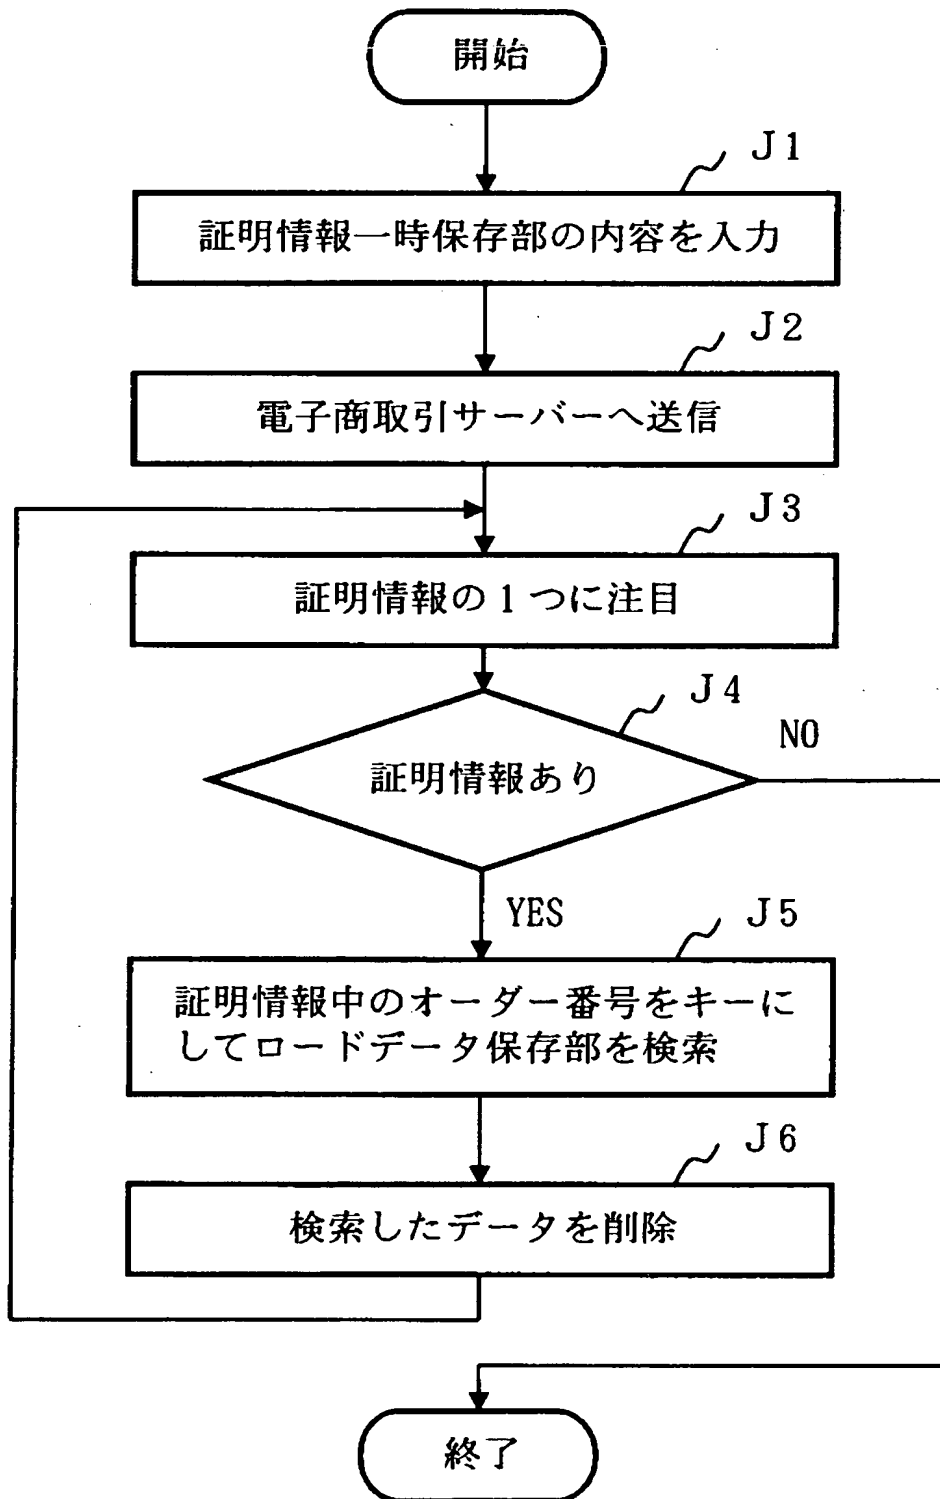 開始
J1
証明情報一時保存部の内容を入力
J2
電子商取引サーバーへ送信
J3
証明情報の1つに注目
J4
NO
証明情報あり
YES
J5
証明情報中のオーダー番号をキーに
してロードデータ保存部を検索
J6
検索したデータを削除
終了